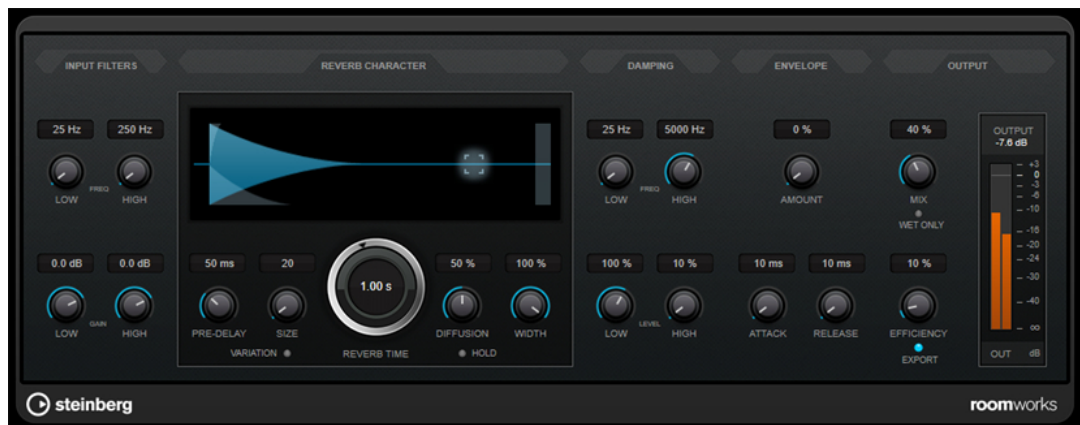 INPUT FILTERS
REVERB CHARACTER
DAMPING
ENVELOPE
OUTPUT
25 Hz
250 Hz
LOW
FREQ
HIGH
0.0 dB
0.0 dB
LOW
GAIN
HIGH
50 ms
20
1.00 s
50 %
100 %
PRE-DELAY
SIZE
DIFFUSION
WIDTH
VARIATION
REVERB TIME
HOLD
25 Hz
5000 Hz
LOW
FREQ
HIGH
100 %
10 %
LOW
LEVEL
HIGH
0 %
AMOUNT
10 ms
10 ms
ATTACK
RELEASE
40 %
MIX
WET ONLY
10 %
EFFICIENCY
EXPORT
OUTPUT
-7.6 dB
+3
0
-3
-6
-10
-16
-20
-24
-30
-40
∞
OUT dB
steinberg
roomworks